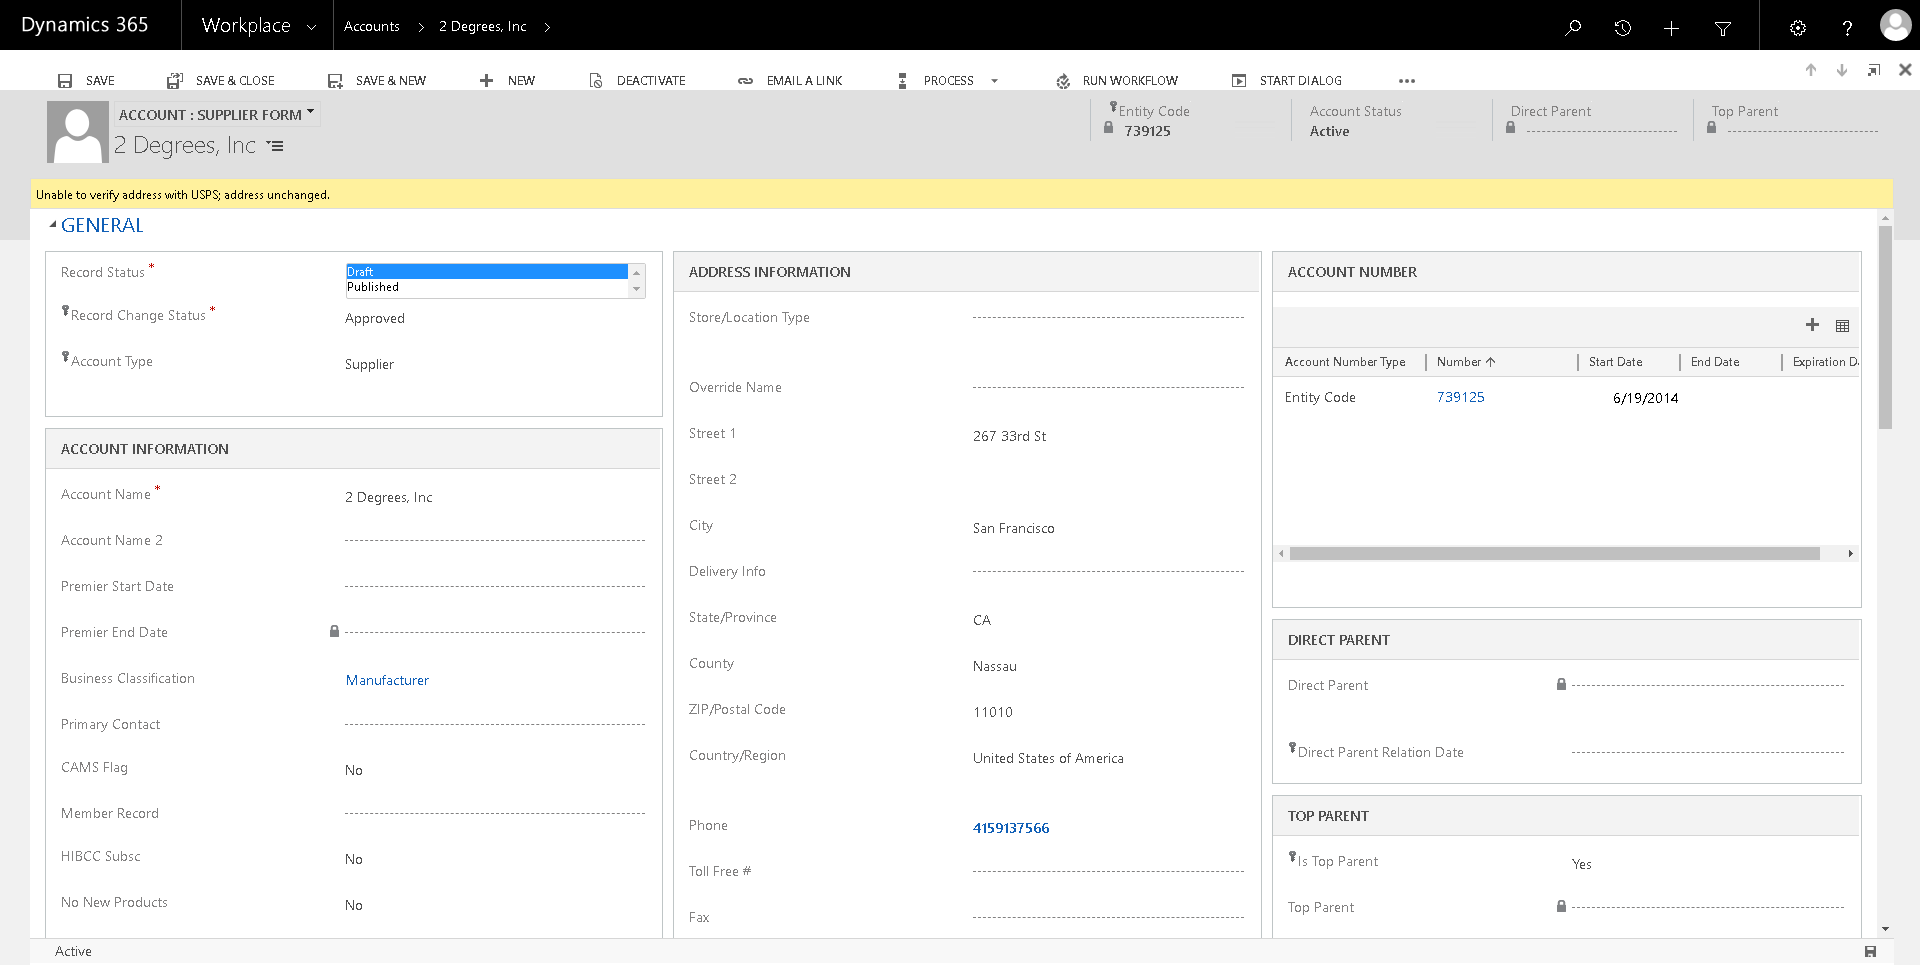 Dynamics 365 Workplace Accounts 2 Degrees, Inc
SAVE SAVE & CLOSE SAVE & NEW NEW DEACTIVATE EMAIL A LINK PROCESS RUN WORKFLOW START DIALOG
ACCOUNT : SUPPLIER FORM
2 Degrees, Inc
Entity Code
739125
Account Status
Active
Direct Parent
Top Parent
Unable to verify address with USPS; address unchanged.
GENERAL
Record Status *
Draft
Published
Record Change Status * Approved
Account Type Supplier
ACCOUNT INFORMATION
Account Name * 2 Degrees, Inc
Account Name 2
Premier Start Date
Premier End Date
Business Classification Manufacturer
Primary Contact
CAMS Flag No
Member Record
HIBCC Subsc No
No New Products No
ADDRESS INFORMATION
Store/Location Type
Override Name
Street 1 267 33rd St
Street 2
City San Francisco
Delivery Info
State/Province CA
County Nassau
ZIP/Postal Code 11010
Country/Region United States of America
Phone 4159137566
Toll Free #
Fax
ACCOUNT NUMBER
Account Number Type Number Start Date End Date Expiration D
Entity Code 739125 6/19/2014
DIRECT PARENT
Direct Parent
Direct Parent Relation Date
TOP PARENT
Is Top Parent Yes
Top Parent
Active